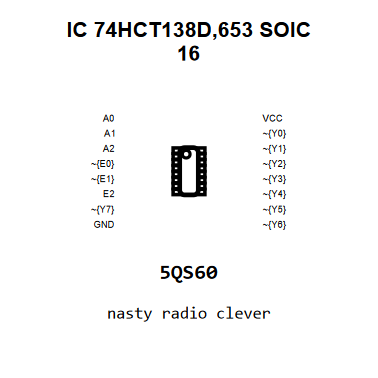 IC 74HCT138D,653 SOIC
16
A0 VCC
A1 ~{Y0}
A2 ~{Y1}
~{E0} ~{Y2}
~{E1} ~{Y3}
E2 ~{Y4}
~{Y7} ~{Y5}
GND ~{Y6}
5QS60
nasty radio clever